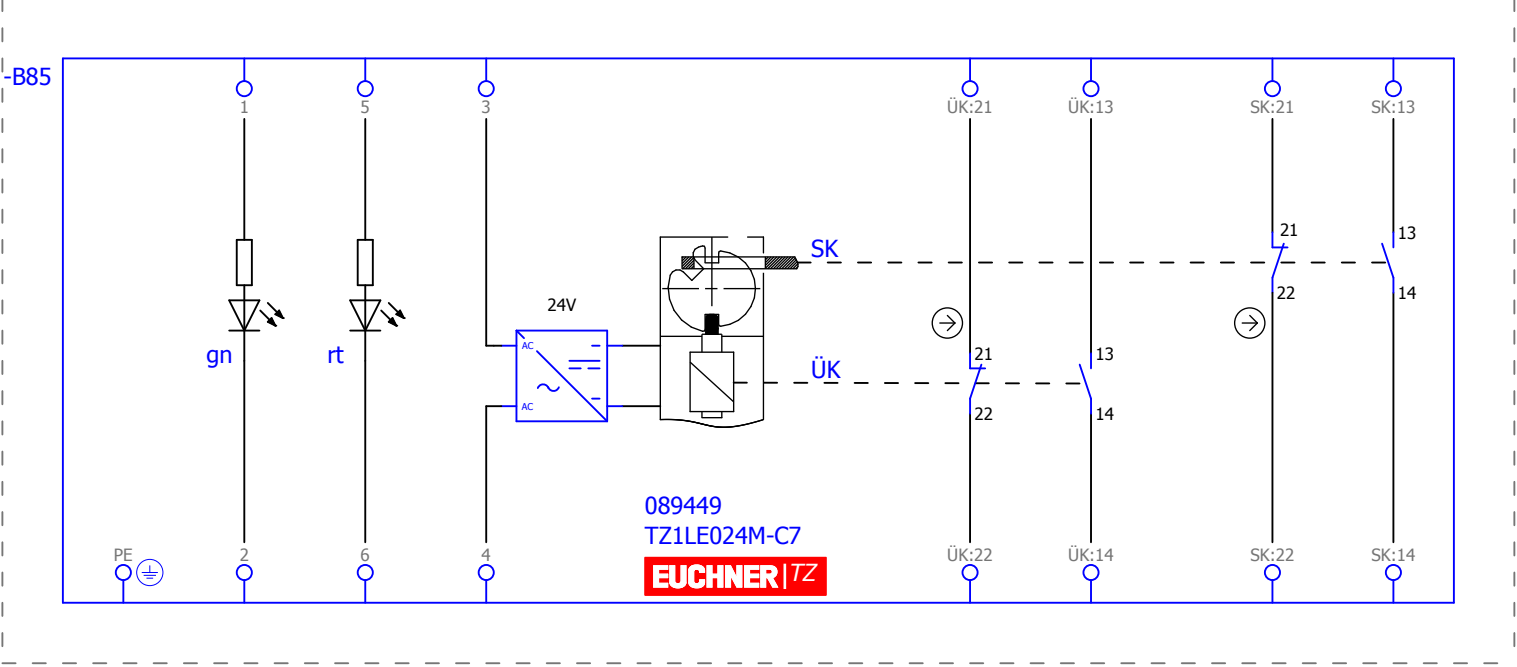 -B85
1
5
3
ÜK:21
ÜK:13
SK:21
SK:13
SK
21
13
22
14
24V
AC
AC
gn
rt
ÜK
21
13
22
14
089449
TZ1LE024M-C7
EUCHNER|TZ
PE
2
6
4
ÜK:22
ÜK:14
SK:22
SK:14